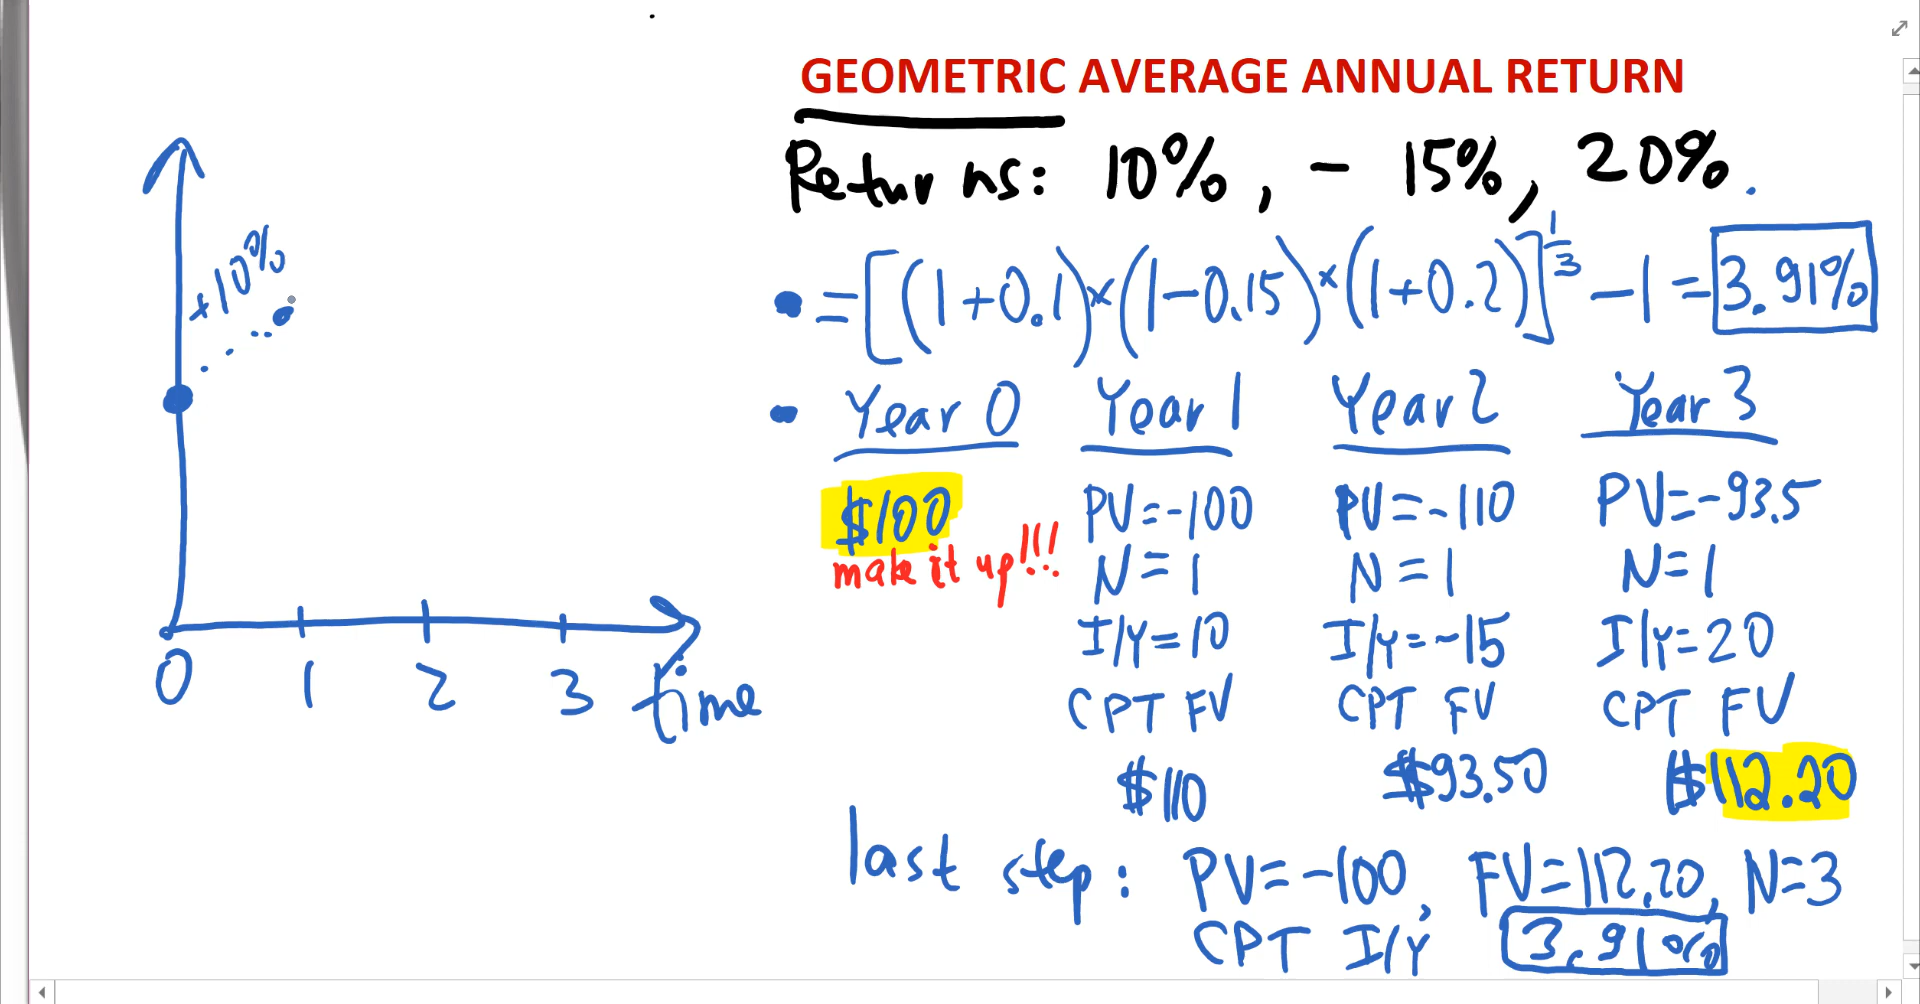 GEOMETRIC AVERAGE ANNUAL RETURN
Returns: 10%, - 15%, 20%.
= [(1+0.1)×(1-0.15)×(1+0.2)]^1/3 - 1 = 3.91%
Year 0 Year 1 Year 2 Year 3
$100 PV=-100 PV=-110 PV=-93.5
make it up!!! N=1 N=1 N=1
I/Y=10 I/Y=-15 I/Y=20
CPT FV CPT FV CPT FV
$110 $93.50 $112.20
last step: PV=-100, FV=112.20, N=3
CPT I/Y 3.91%
+10%
0 1 2 3 time